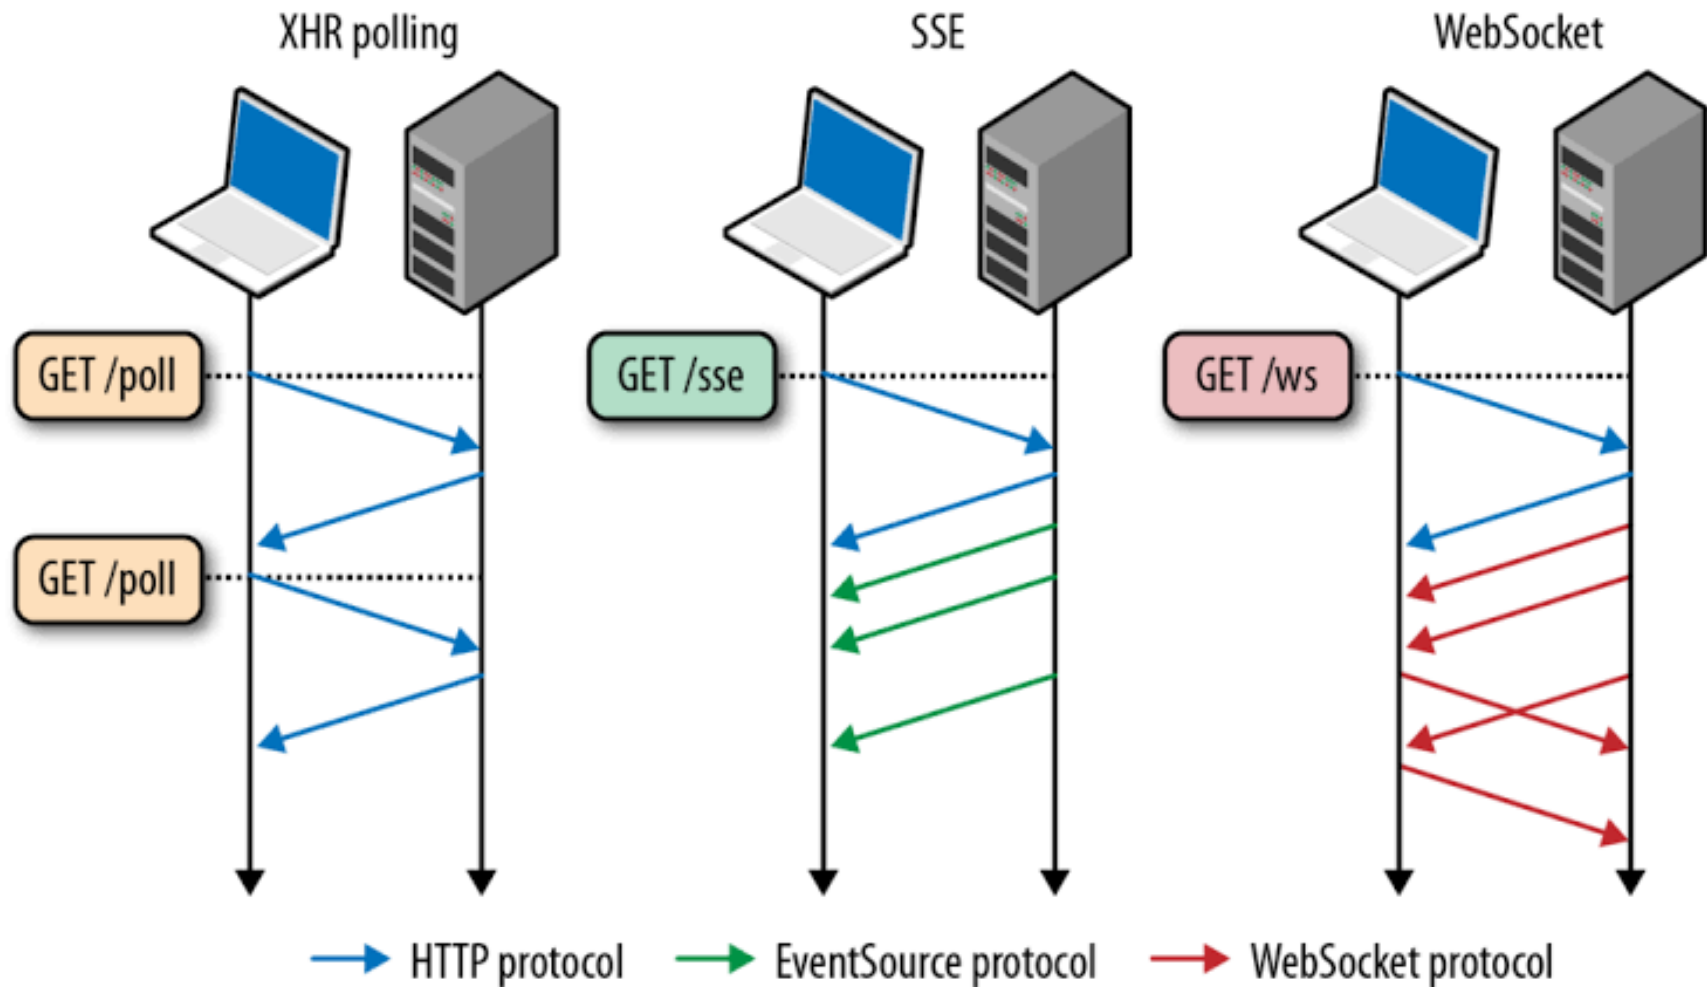 XHR polling
SSE
WebSocket
GET /poll
GET /sse
GET /ws
GET /poll
HTTP protocol
EventSource protocol
WebSocket protocol